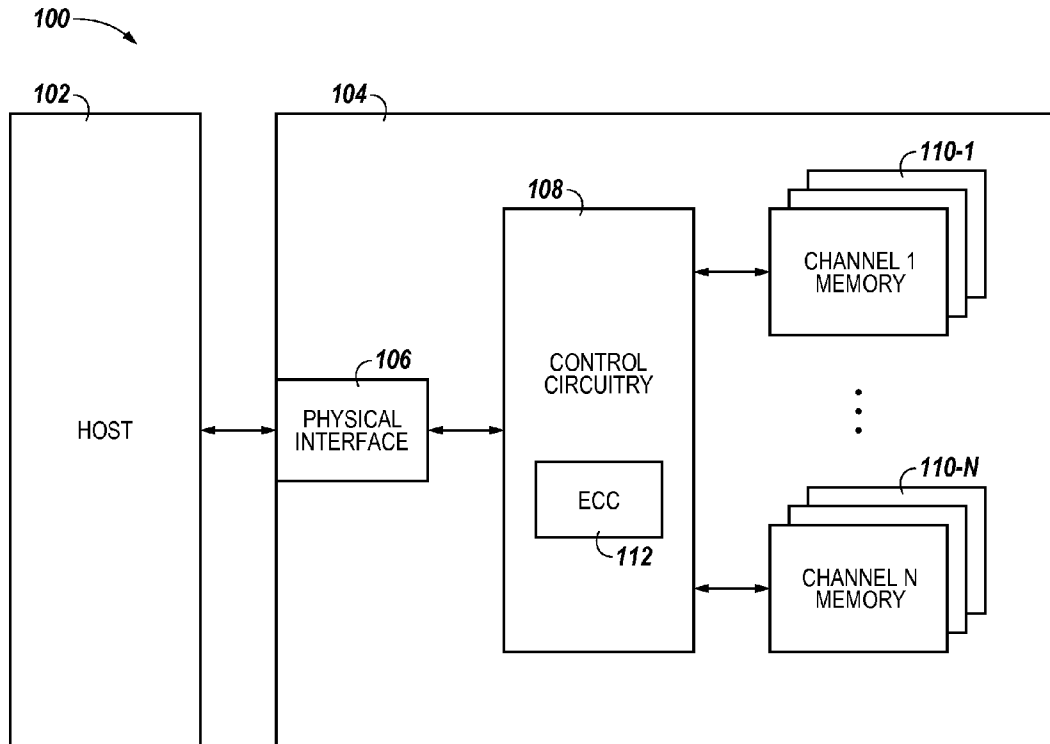 100
102
104
110-1
108
CHANNEL 1
MEMORY
106
CONTROL
CIRCUITRY
HOST
PHYSICAL
INTERFACE
110-N
ECC
112
CHANNEL N
MEMORY